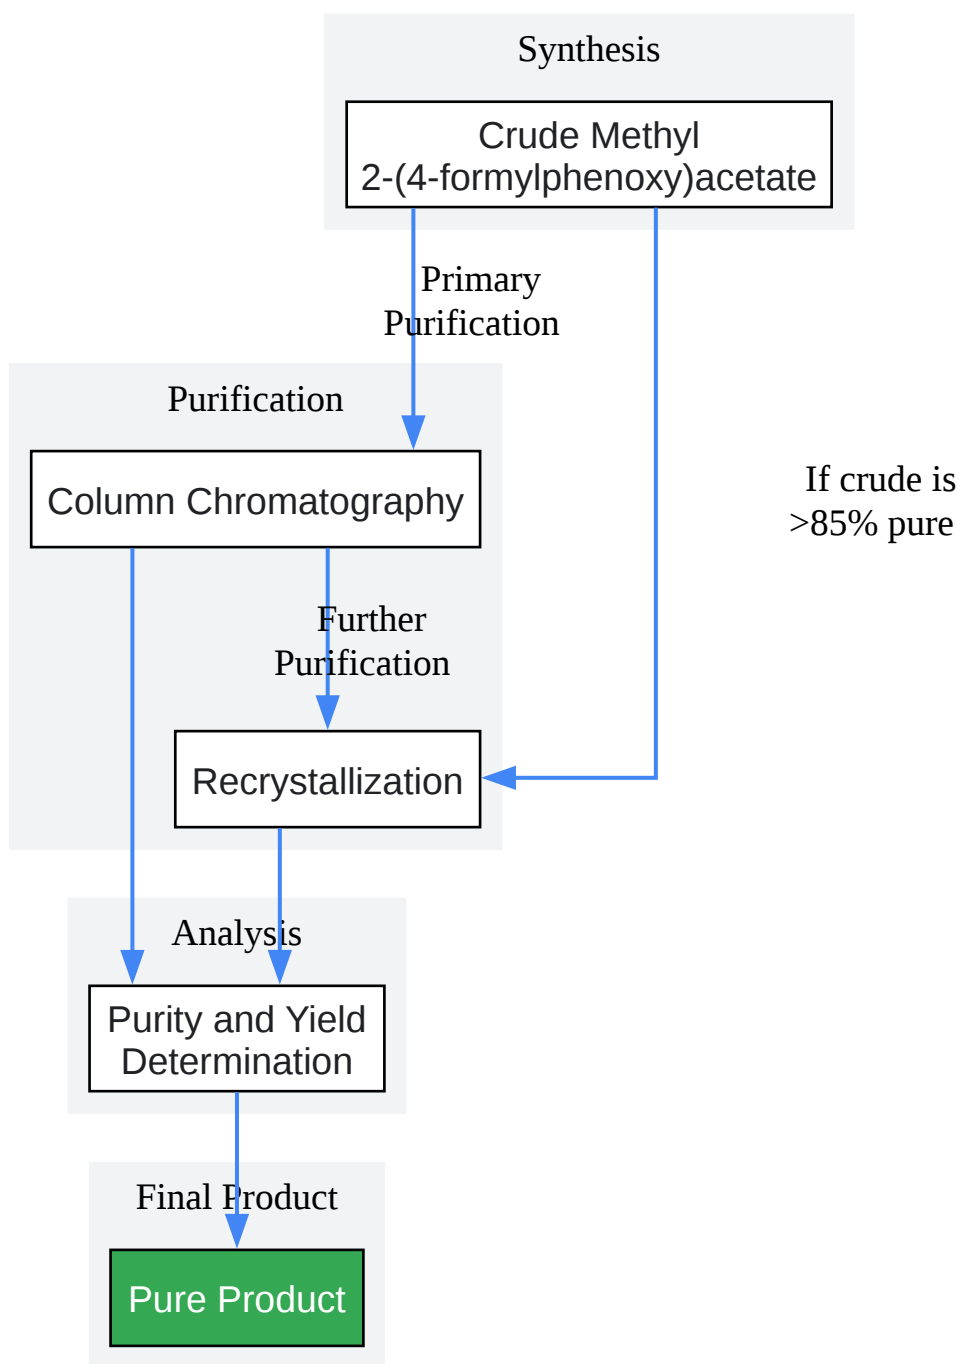 Synthesis
Crude Methyl
2-(4-formylphenoxy)acetate
Primary
Purification
Purification
Column Chromatography
If crude is
>85% pure
Further
Purification
Recrystallization
Analysis
Purity and Yield
Determination
Final Product
Pure Product